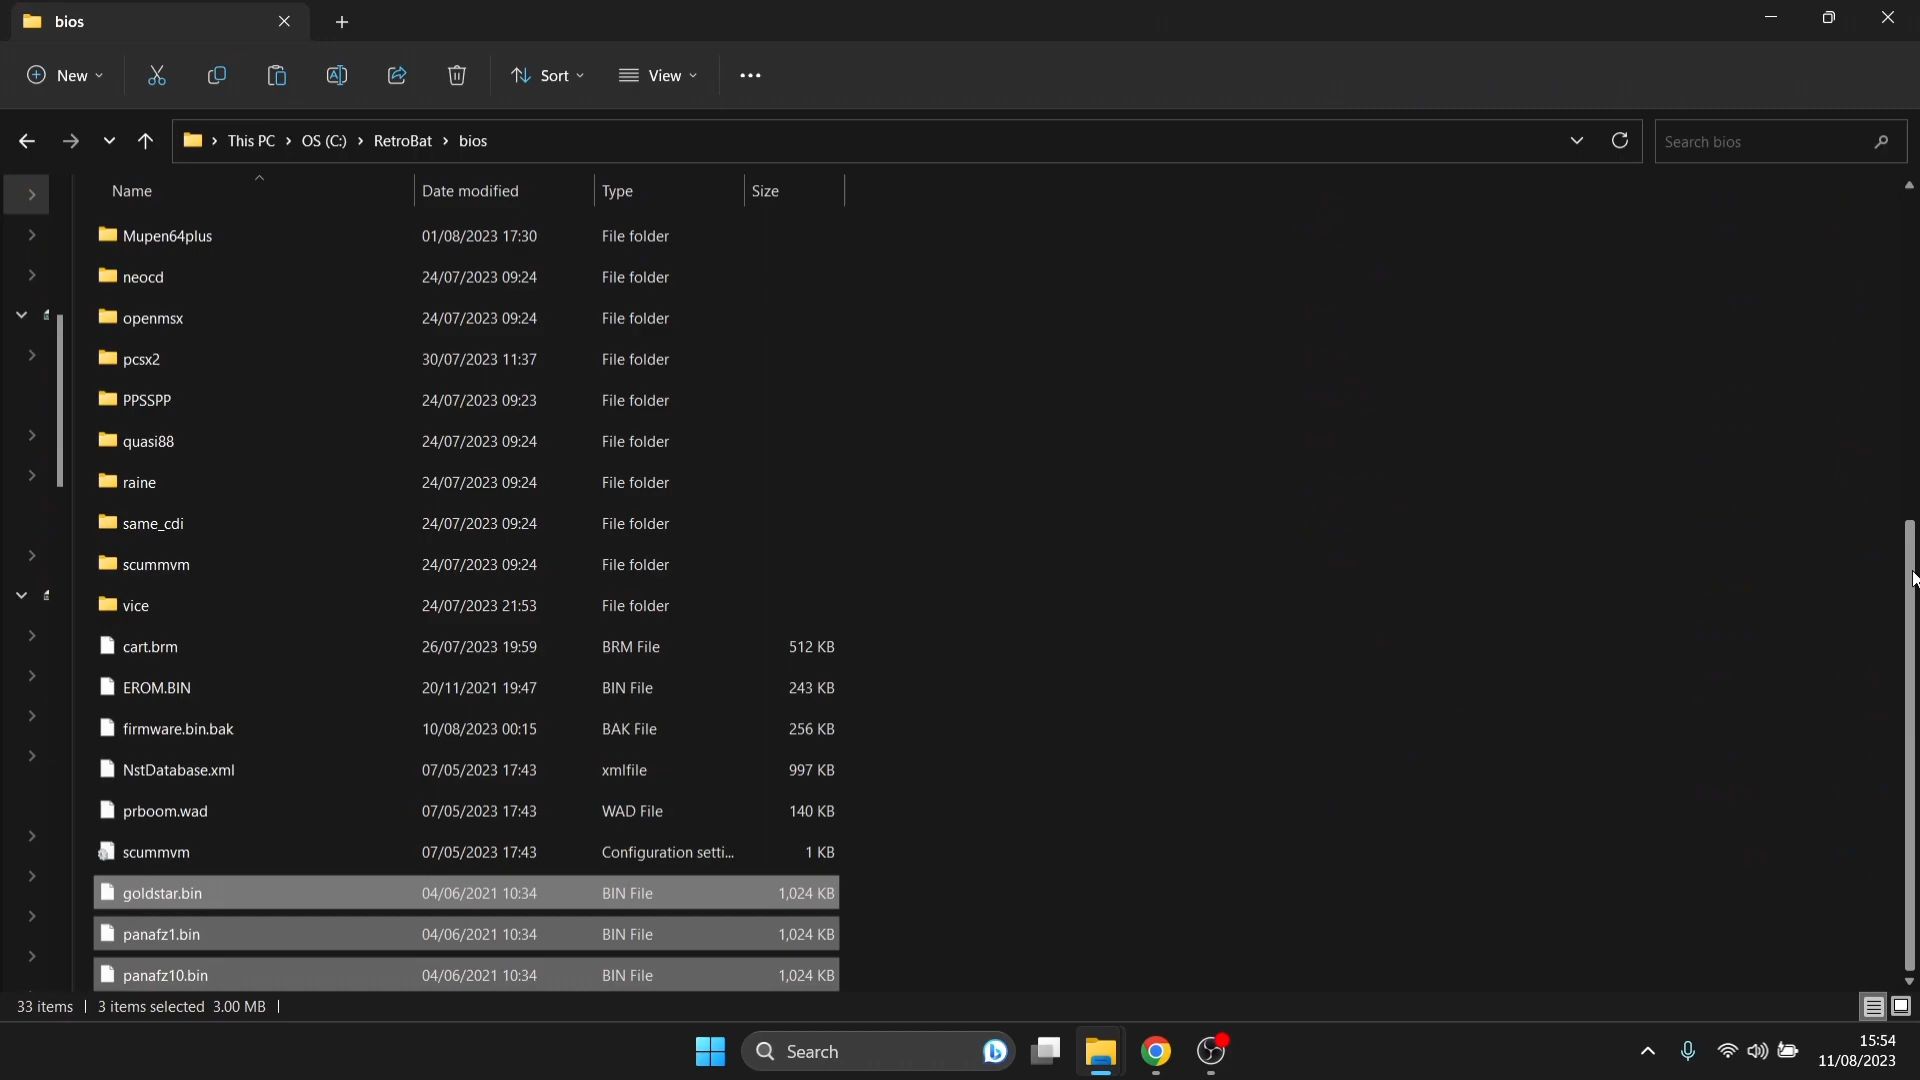 bios
New Sort View
This PC OS (C:) RetroBat bios Search bios
Name Date modified Type Size
Mupen64plus 01/08/2023 17:30 File folder
neocd 24/07/2023 09:24 File folder
openmsx 24/07/2023 09:24 File folder
pcsx2 30/07/2023 11:37 File folder
PPSSPP 24/07/2023 09:23 File folder
quasi88 24/07/2023 09:24 File folder
raine 24/07/2023 09:24 File folder
same_cdi 24/07/2023 09:24 File folder
scummvm 24/07/2023 09:24 File folder
vice 24/07/2023 21:53 File folder
cart.brm 26/07/2023 19:59 BRM File 512 KB
EROM.BIN 20/11/2021 19:47 BIN File 243 KB
firmware.bin.bak 10/08/2023 00:15 BAK File 256 KB
NstDatabase.xml 07/05/2023 17:43 xmlfile 997 KB
prboom.wad 07/05/2023 17:43 WAD File 140 KB
scummvm 07/05/2023 17:43 Configuration setti... 1 KB
goldstar.bin 04/06/2021 10:34 BIN File 1,024 KB
panafz1.bin 04/06/2021 10:34 BIN File 1,024 KB
panafz10.bin 04/06/2021 10:34 BIN File 1,024 KB
33 items 3 items selected 3.00 MB
Search
15:54
11/08/2023